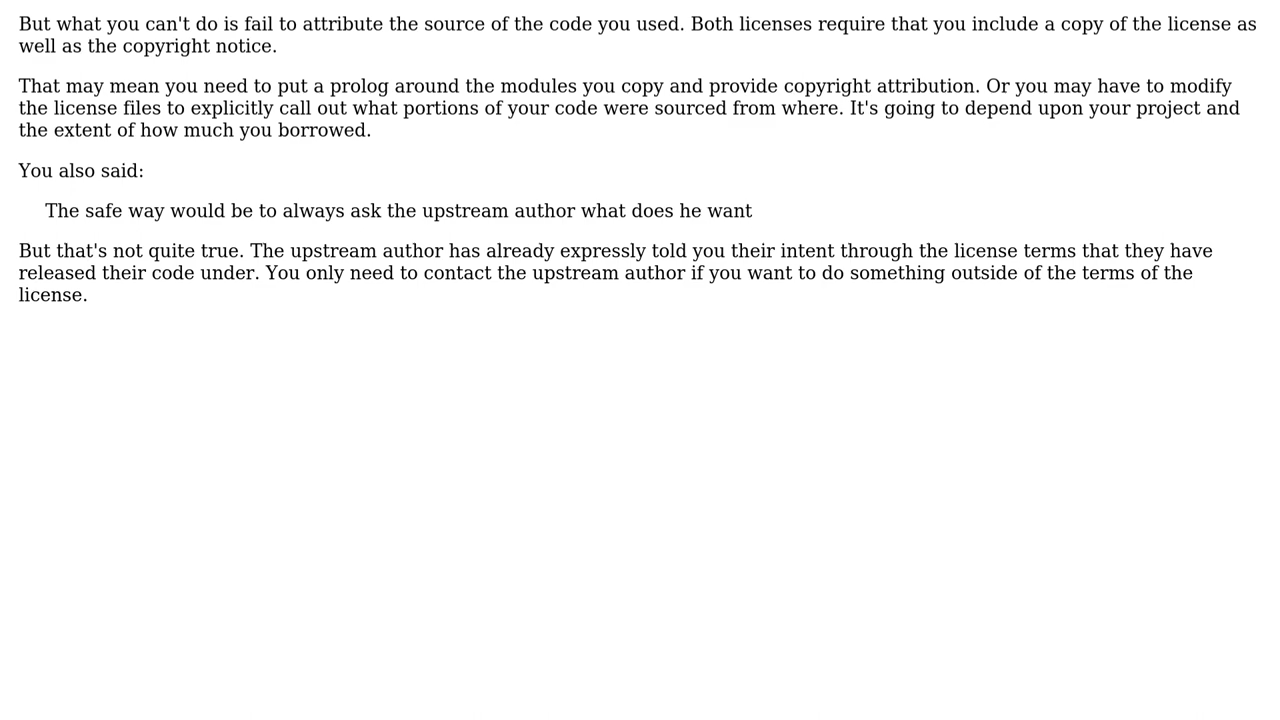 But what you can't do is fail to attribute the source of the code you used. Both licenses require that you include a copy of the license as
well as the copyright notice.
That may mean you need to put a prolog around the modules you copy and provide copyright attribution. Or you may have to modify
the license files to explicitly call out what portions of your code were sourced from where. It's going to depend upon your project and
the extent of how much you borrowed.
You also said:
The safe way would be to always ask the upstream author what does he want
But that's not quite true. The upstream author has already expressly told you their intent through the license terms that they have
released their code under. You only need to contact the upstream author if you want to do something outside of the terms of the
license.